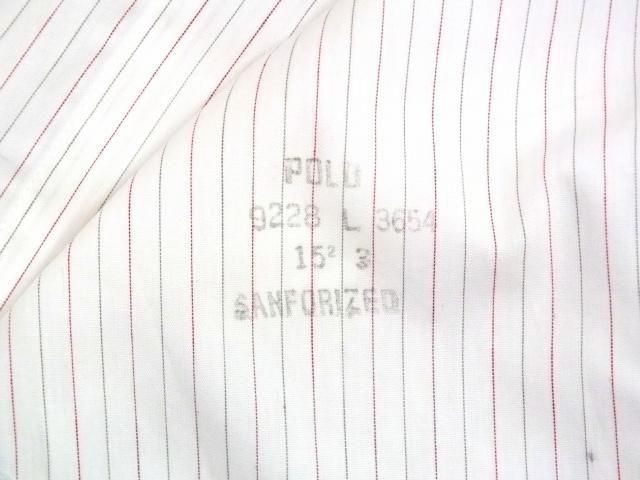 POLO
9228 L 3654
15² 3
SANFORIZED